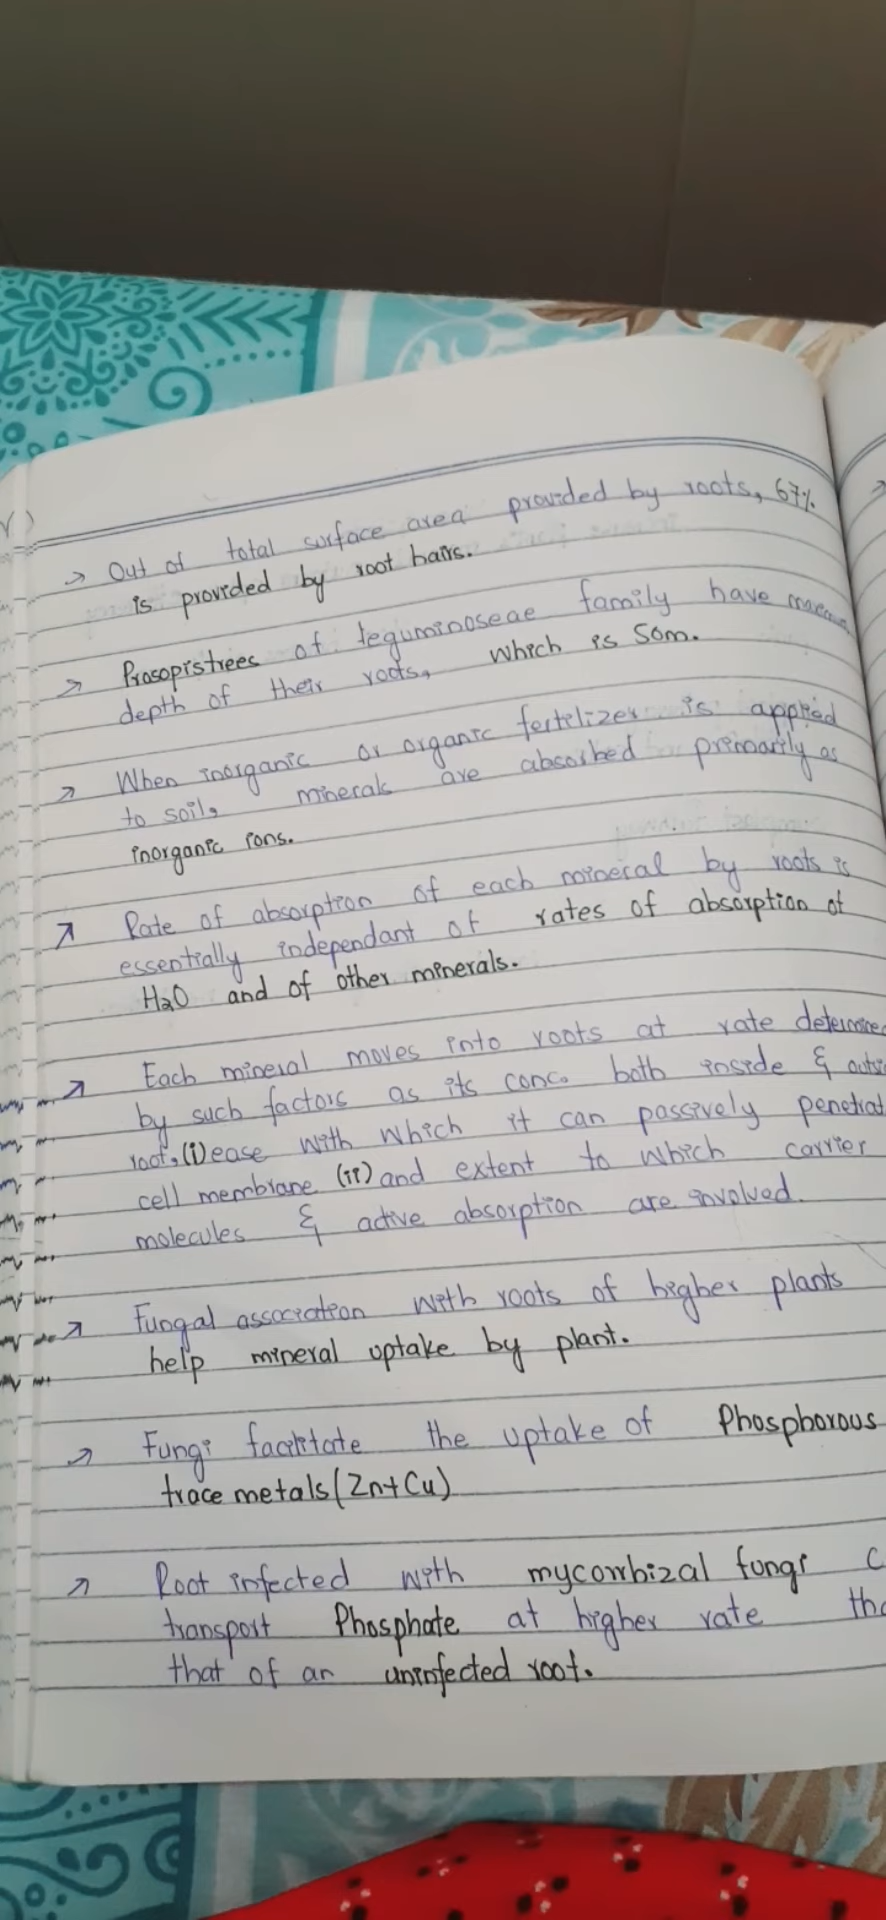 → Out of total surface area provided by roots, 67%
is provided by root hairs.
→ Prosopistrees of leguminoseae family have
depth of their roots, which is 50m.
→ When inorganic or organic fertilizer is applied
to soil, minerals are absorbed primarily as
inorganic ions.
→ Rate of absorption of each mineral by roots is
essentially independant of rates of absorption of
H2O and of other minerals.
→ Each mineral moves into roots at rate determined
by such factors as its conc. both inside &
root, (i) ease with which it can passively penetrat
cell membrane (ii) and extent to which carrier
molecules & active absorption are involved.
→ Fungal association with roots of higher plants
help mineral uptake by plant.
→ Fungi facilitate the uptake of Phosphorous
trace metals (Zn+Cu)
→ Root infected with mycorrhizal fungi c
transport Phosphate at higher rate tha
that of an uninfected root.